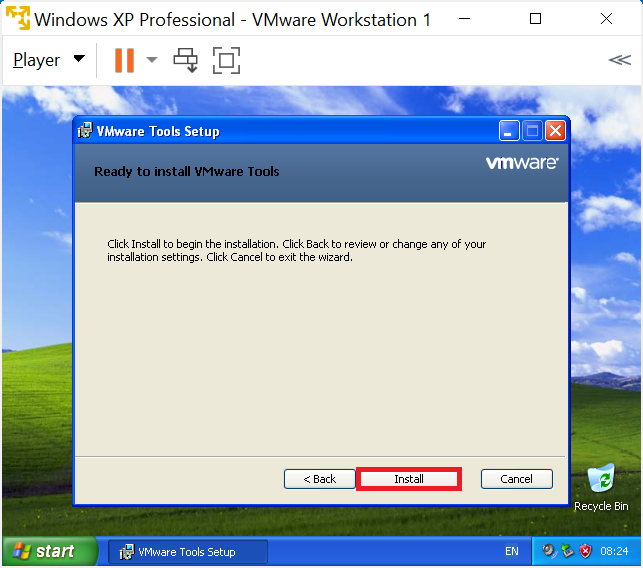 Windows XP Professional - VMware Workstation 1
Player
VMware Tools Setup
Ready to install VMware Tools
vmware
Click Install to begin the installation. Click Back to review or change any of your
installation settings. Click Cancel to exit the wizard.
< Back
Install
Cancel
Recycle Bin
start
VMware Tools Setup
EN
08:24